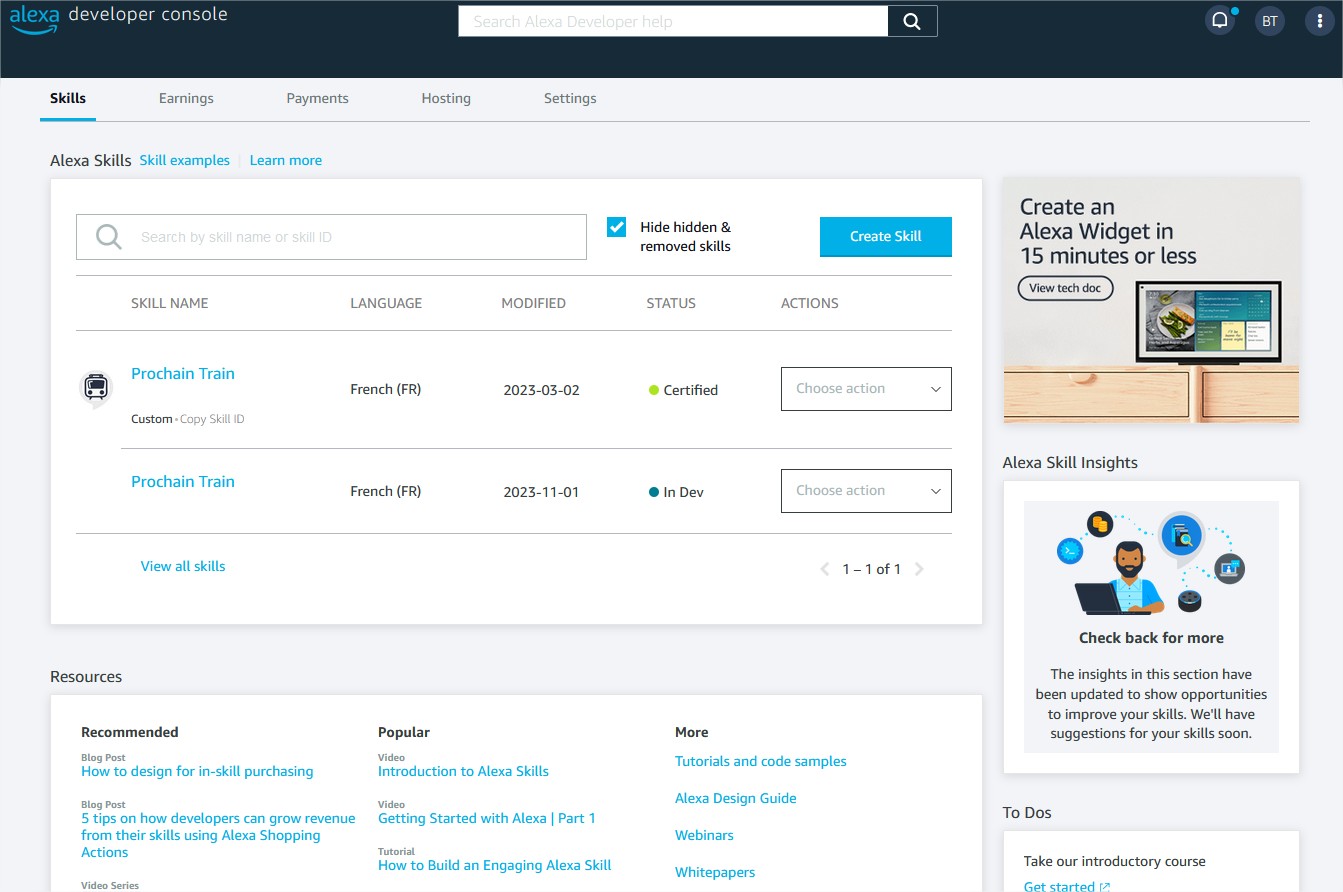 alexa developer console
Search Alexa Developer help
BT
Skills
Earnings
Payments
Hosting
Settings
Alexa Skills
Skill examples
Learn more
Search by skill name or skill ID
Hide hidden &
removed skills
Create Skill
SKILL NAME
LANGUAGE
MODIFIED
STATUS
ACTIONS
Prochain Train
Custom • Copy Skill ID
French (FR)
2023-03-02
Certified
Choose action
Prochain Train
French (FR)
2023-11-01
In Dev
Choose action
View all skills
1 – 1 of 1
Create an
Alexa Widget in
15 minutes or less
View tech doc
Alexa Skill Insights
Check back for more
The insights in this section have
been updated to show opportunities
to improve your skills. We'll have
suggestions for your skills soon.
Resources
Recommended
Blog Post
How to design for in-skill purchasing
Blog Post
5 tips on how developers can grow revenue
from their skills using Alexa Shopping
Actions
Video Series
Popular
Video
Introduction to Alexa Skills
Video
Getting Started with Alexa | Part 1
Tutorial
How to Build an Engaging Alexa Skill
More
Tutorials and code samples
Alexa Design Guide
Webinars
Whitepapers
To Dos
Take our introductory course
Get started